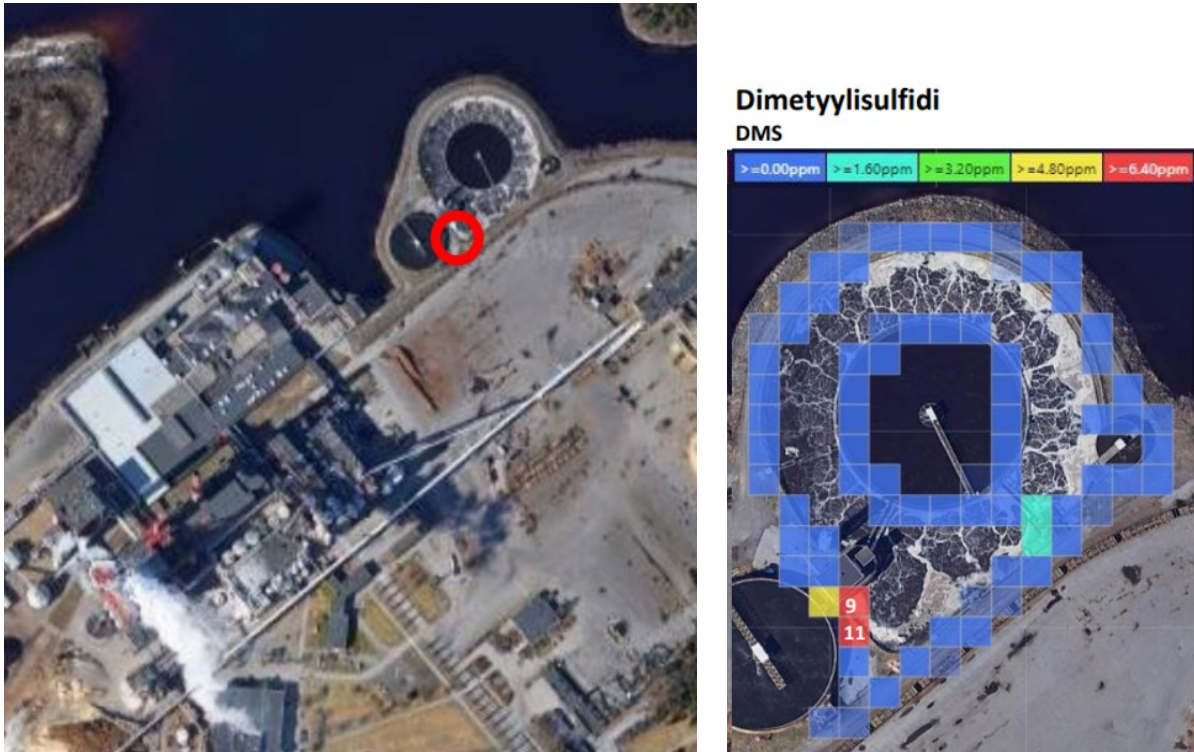 Dimetyylisulfidi
DMS
>=0.00ppm >=1.60ppm >=3.20ppm >=4.80ppm >=6.40ppm
9
11